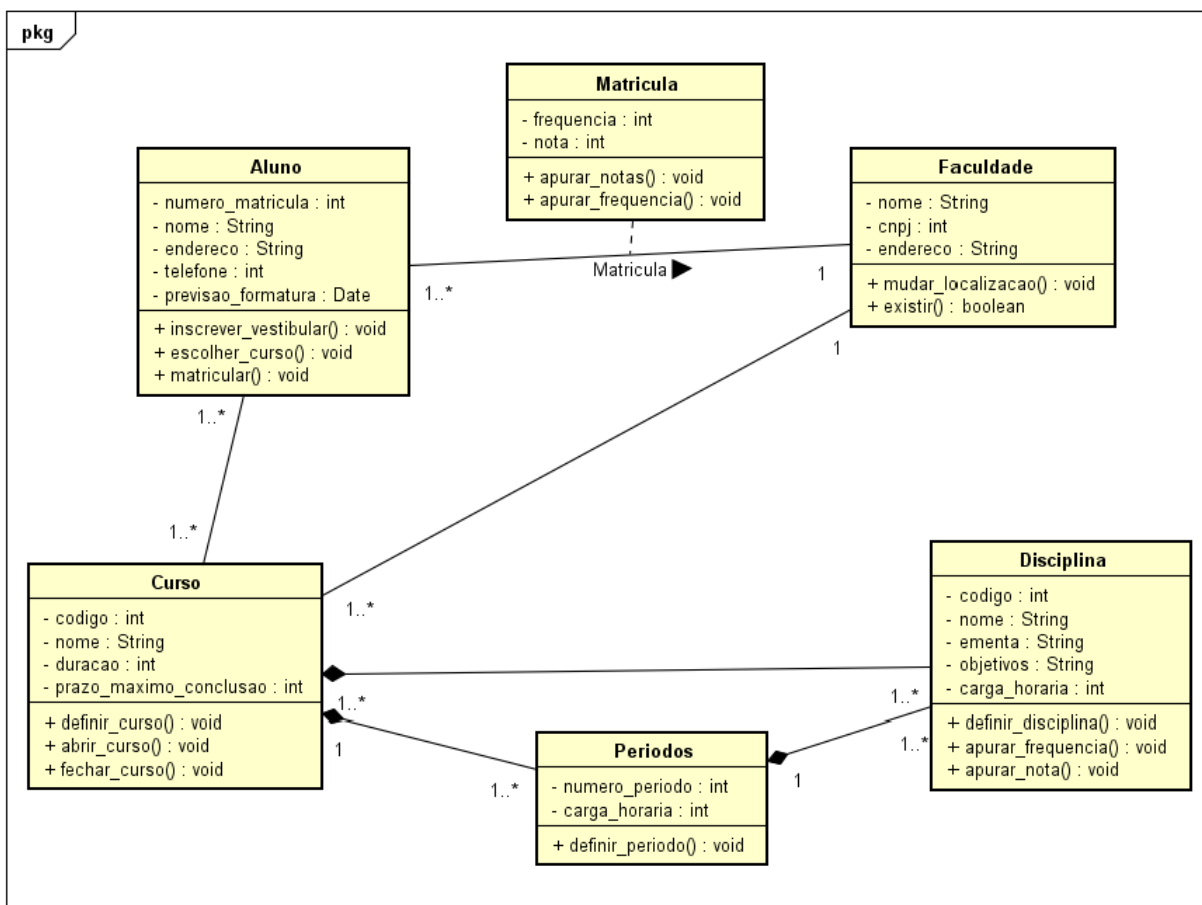 pkg
Matricula
- frequencia : int
- nota : int
+ apurar_notas() : void
+ apurar_frequencia() : void
Aluno
- numero_matricula : int
- nome : String
- endereco : String
- telefone : int
- previsao_formatura : Date
+ inscrever_vestibular() : void
+ escolher_curso() : void
+ matricular() : void
Faculdade
- nome : String
- cnpj : int
- endereco : String
+ mudar_localizacao() : void
+ existir() : boolean
Matricula
1..*
1
1
1..*
1..*
1..*
Curso
- codigo : int
- nome : String
- duracao : int
- prazo_maximo_conclusao : int
+ definir_curso() : void
+ abrir_curso() : void
+ fechar_curso() : void
1..*
1..*
1
1..*
Periodos
- numero_periodo : int
- carga_horaria : int
+ definir_periodo() : void
1
1..*
Disciplina
- codigo : int
- nome : String
- ementa : String
- objetivos : String
- carga_horaria : int
+ definir_disciplina() : void
+ apurar_frequencia() : void
+ apurar_nota() : void